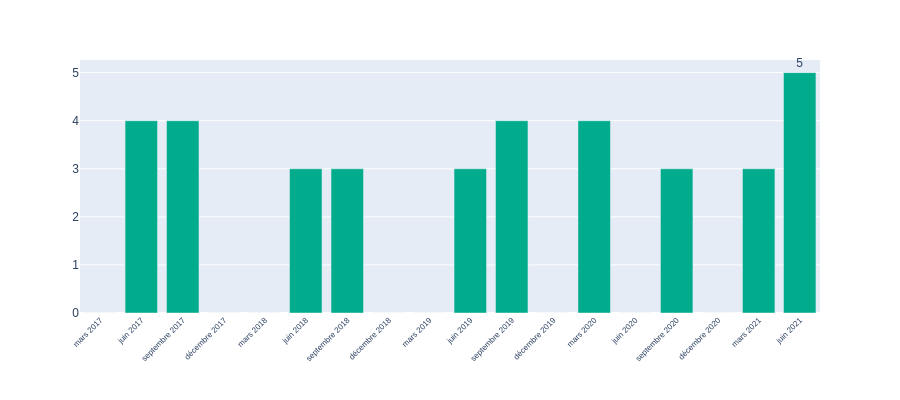 5
5
4
3
2
1
0
mars 2017
juin 2017
septembre 2017
décembre 2017
mars 2018
juin 2018
septembre 2018
décembre 2018
mars 2019
juin 2019
septembre 2019
décembre 2019
mars 2020
juin 2020
septembre 2020
décembre 2020
mars 2021
juin 2021